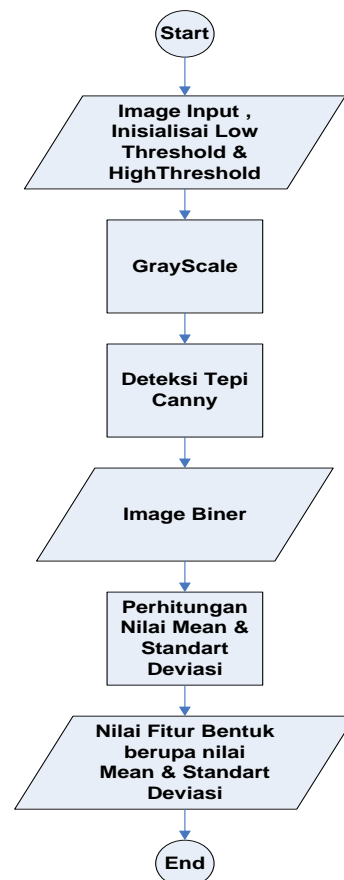 Start
Image Input ,
Inisialisai Low
Threshold &
HighThreshold
GrayScale
Deteksi Tepi
Canny
Image Biner
Perhitungan
Nilai Mean &
Standart
Deviasi
Nilai Fitur Bentuk
berupa nilai
Mean & Standart
Deviasi
End